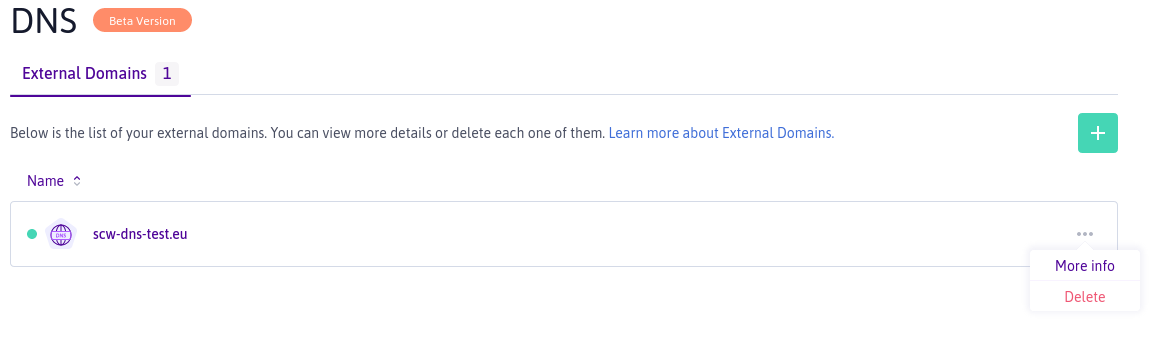 DNS Beta Version
External Domains 1
Below is the list of your external domains. You can view more details or delete each one of them. Learn more about External Domains.
Name
DNS scw-dns-test.eu
More info
Delete